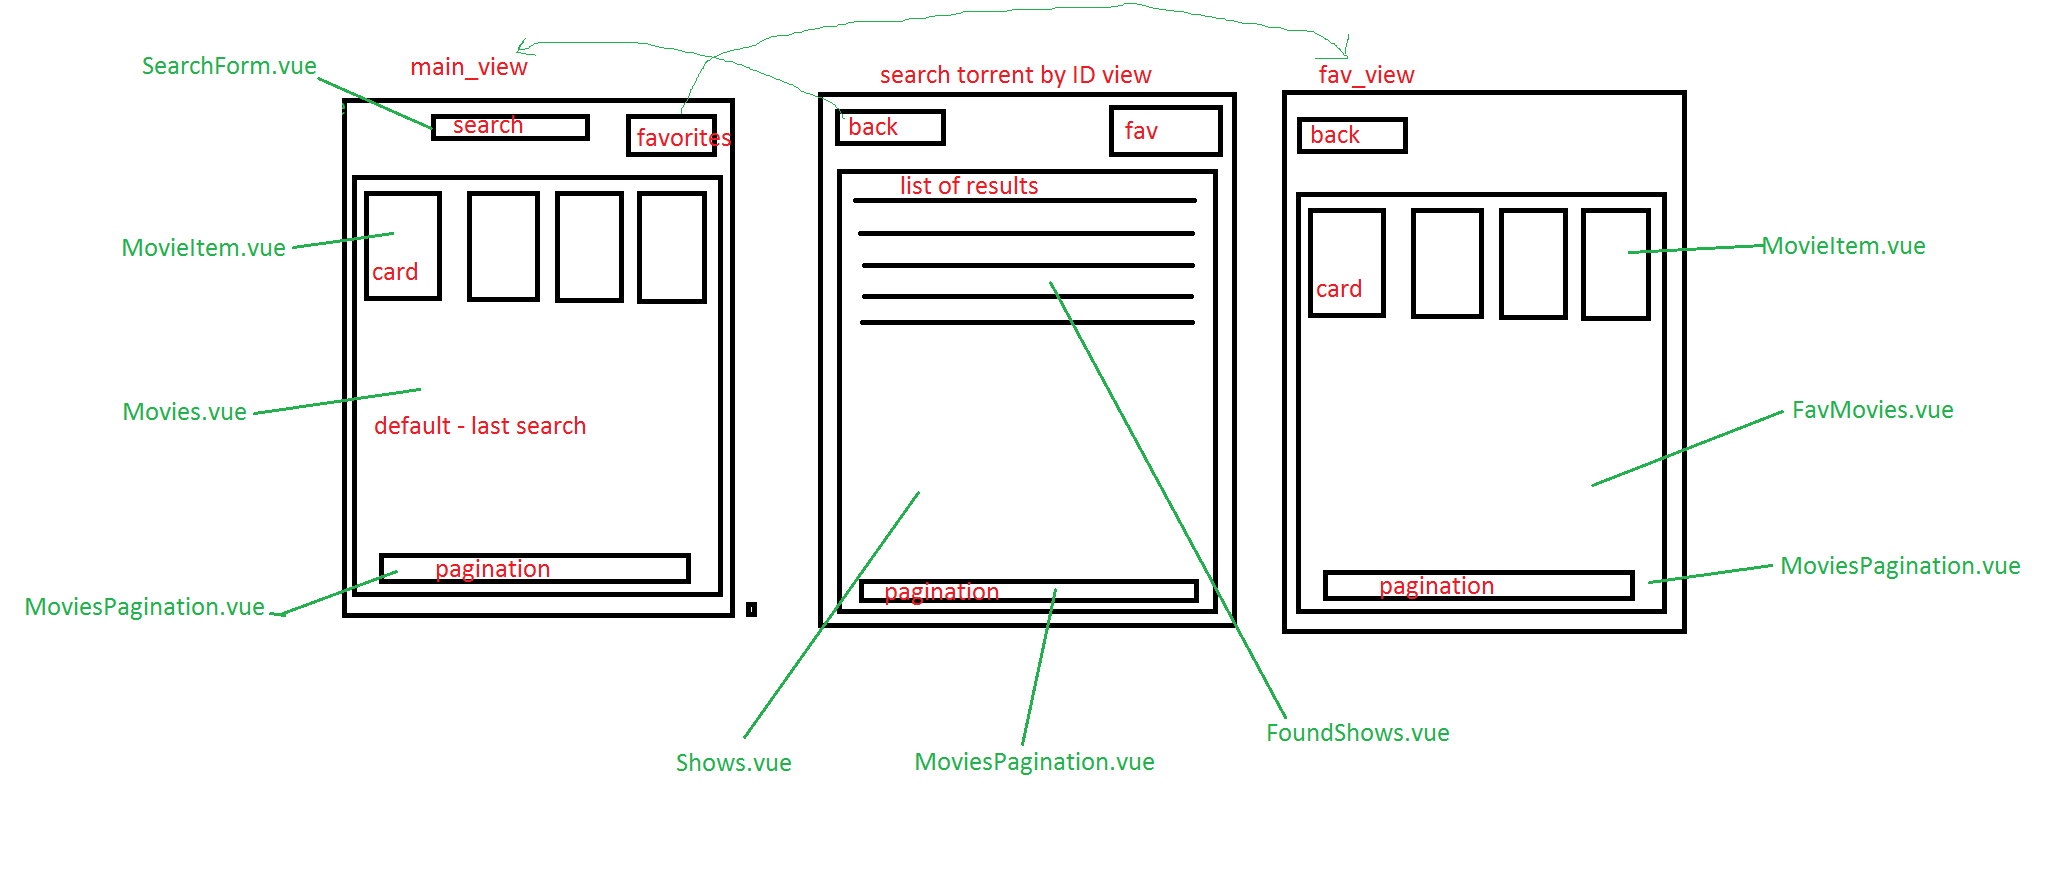 SearchForm.vue
main_view
search
favorites
MovieItem.vue
card
Movies.vue
default - last search
pagination
MoviesPagination.vue
search torrent by ID view
back
fav
list of results
pagination
Shows.vue
MoviesPagination.vue
FoundShows.vue
fav_view
back
MovieItem.vue
card
FavMovies.vue
pagination
MoviesPagination.vue